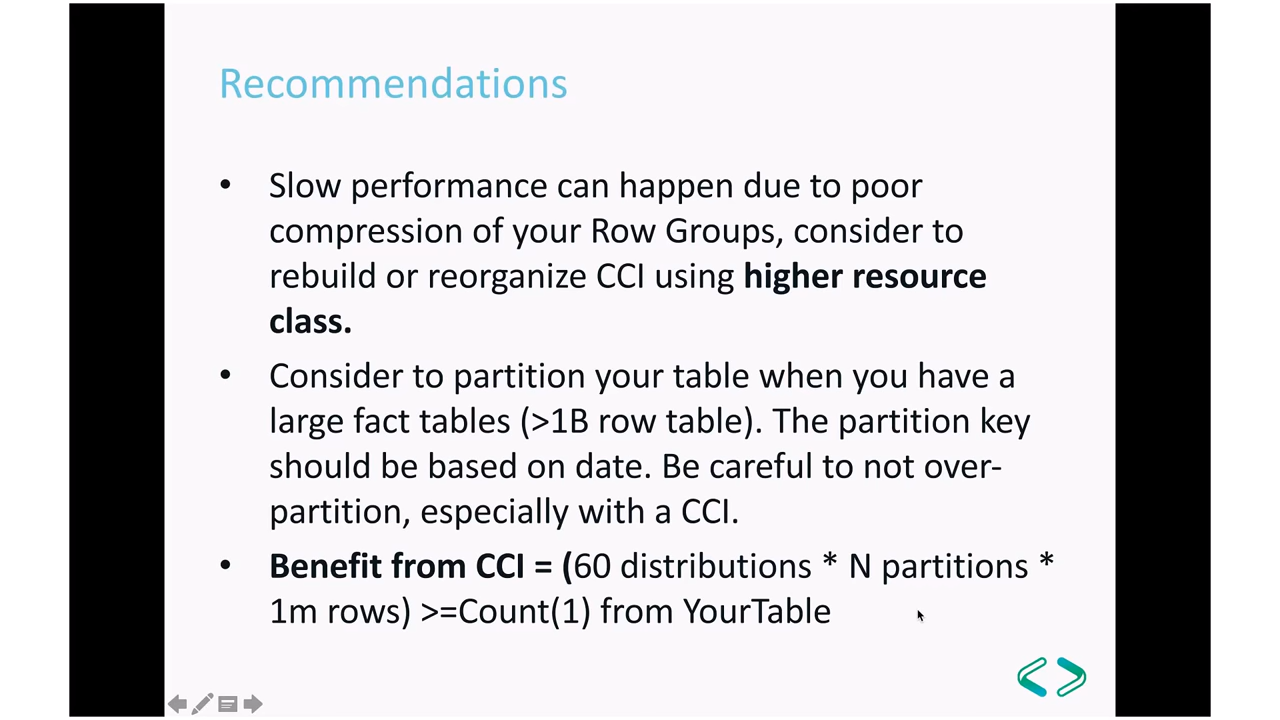 Recommendations
• Slow performance can happen due to poor
compression of your Row Groups, consider to
rebuild or reorganize CCI using higher resource
class.
• Consider to partition your table when you have a
large fact tables (>1B row table). The partition key
should be based on date. Be careful to not over-
partition, especially with a CCI.
• Benefit from CCI = (60 distributions * N partitions *
1m rows) >=Count(1) from YourTable